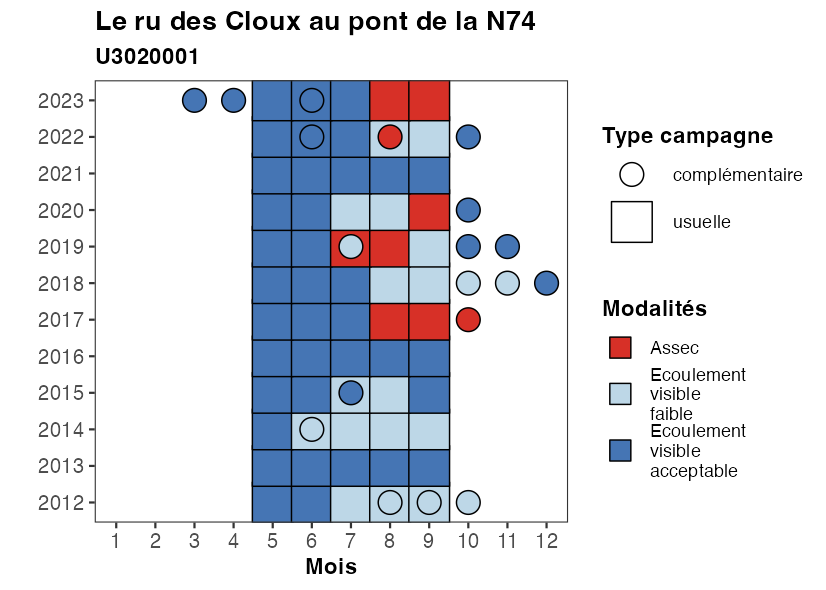 Le ru des Cloux au pont de la N74
U3020001
2023
2022
2021
2020
2019
2018
2017
2016
2015
2014
2013
2012
1 2 3 4 5 6 7 8 9 10 11 12
Mois
Type campagne
complémentaire
usuelle
Modalités
Assec
Ecoulement
visible
faible
Ecoulement
visible
acceptable